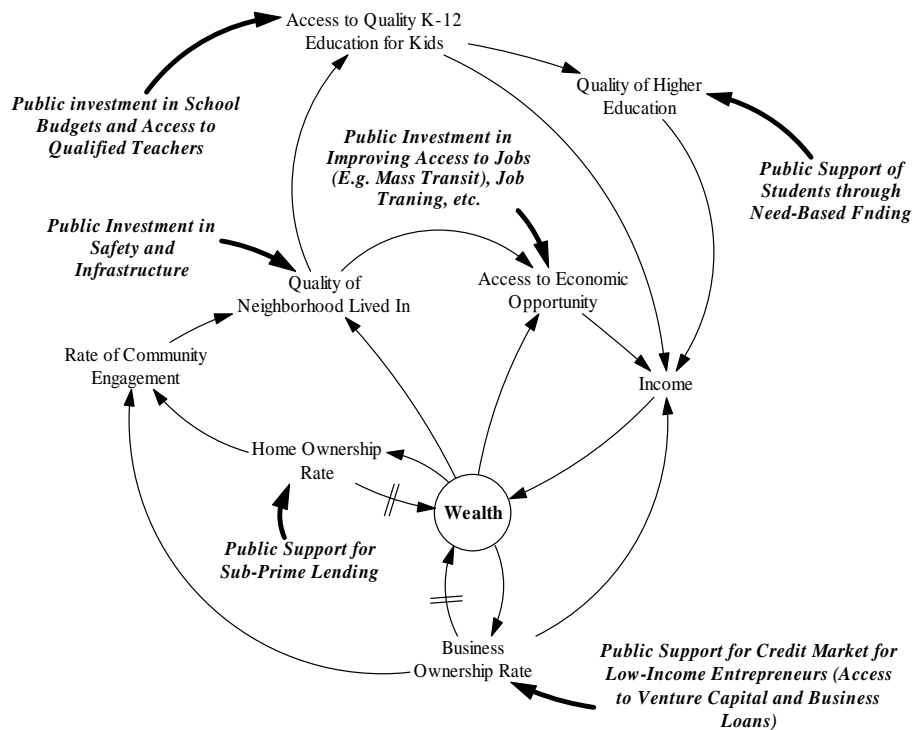 Access to Quality K-12
Education for Kids
Quality of Higher
Education
Public investment in School
Budgets and Access to
Qualified Teachers
Public Investment in
Improving Access to Jobs
(E.g. Mass Transit), Job
Traning, etc.
Public Support of
Students through
Need-Based Fnding
Public Investment in
Safety and
Infrastructure
Quality of
Neighborhood Lived In
Access to Economic
Opportunity
Rate of Community
Engagement
Income
Home Ownership
Rate
Wealth
Public Support for
Sub-Prime Lending
Business
Ownership Rate
Public Support for Credit Market for
Low-Income Entrepreneurs (Access
to Venture Capital and Business
Loans)